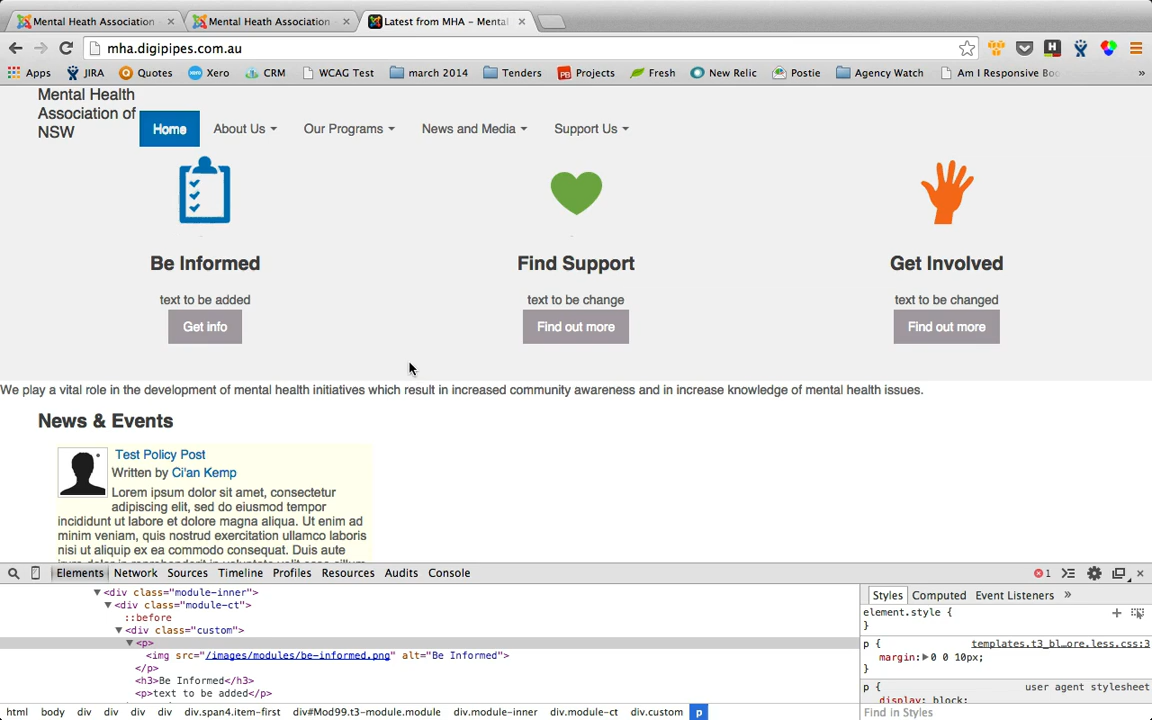 Mental Heath Association
Mental Heath Association
Latest from MHA – Mental
mha.digipipes.com.au
Apps JIRA Quotes Xero CRM WCAG Test march 2014 Tenders Projects Fresh New Relic Postie Agency Watch Am I Responsive Boo »
Mental Health
Association of
NSW
Home About Us Our Programs News and Media Support Us
Be Informed Find Support Get Involved
text to be added text to be change text to be changed
Get info Find out more Find out more
We play a vital role in the development of mental health initiatives which result in increased community awareness and in increase knowledge of mental health issues.
News & Events
Test Policy Post
Written by Ci'an Kemp
Lorem ipsum dolor sit amet, consectetur
adipiscing elit, sed do eiusmod tempor
incididunt ut labore et dolore magna aliqua. Ut enim ad
minim veniam, quis nostrud exercitation ullamco laboris
nisi ut aliquip ex ea commodo consequat. Duis aute
Elements Network Sources Timeline Profiles Resources Audits Console 1
<div class="module-inner">
<div class="module-ct">
::before
<div class="custom">
<p>
<img src="/images/modules/be-informed.png" alt="Be Informed">
</p>
<h3>Be Informed</h3>
<p>text to be added</p>
Styles Computed Event Listeners »
element.style {
}
p { templates.t3_bl…ore.less.css:3
margin: 0 0 10px;
}
p { user agent stylesheet
display: block;
html body div div div div div.span4.item-first div#Mod99.t3-module.module div.module-inner div.module-ct div.custom p
Find in Styles